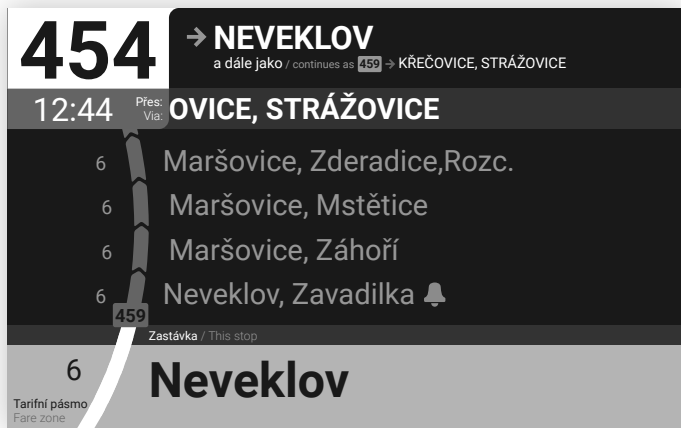 454
→ NEVEKLOV
a dále jako / continues as 459 → KŘEČOVICE, STRÁŽOVICE
12:44
Přes:
Via:
OVICE, STRÁŽOVICE
6 Maršovice, Zderadice,Rozc.
6 Maršovice, Mstětice
6 Maršovice, Záhoří
6 Neveklov, Zavadilka
459
Zastávka / This stop
6
Neveklov
Tarifní pásmo
Fare zone